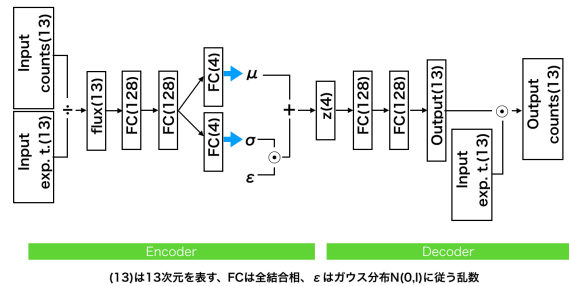 Input
counts(13)
÷
Input
exp. t.(13)
flux(13)
FC(128)
FC(128)
FC(4)
μ
FC(4)
σ
⊙
ε
+
z(4)
FC(128)
FC(128)
Output(13)
⊙
Input
exp. t.(13)
Output
counts(13)
Encoder
Decoder
(13)は13次元を表す、FCは全結合相、εはガウス分布N(0,I)に従う乱数